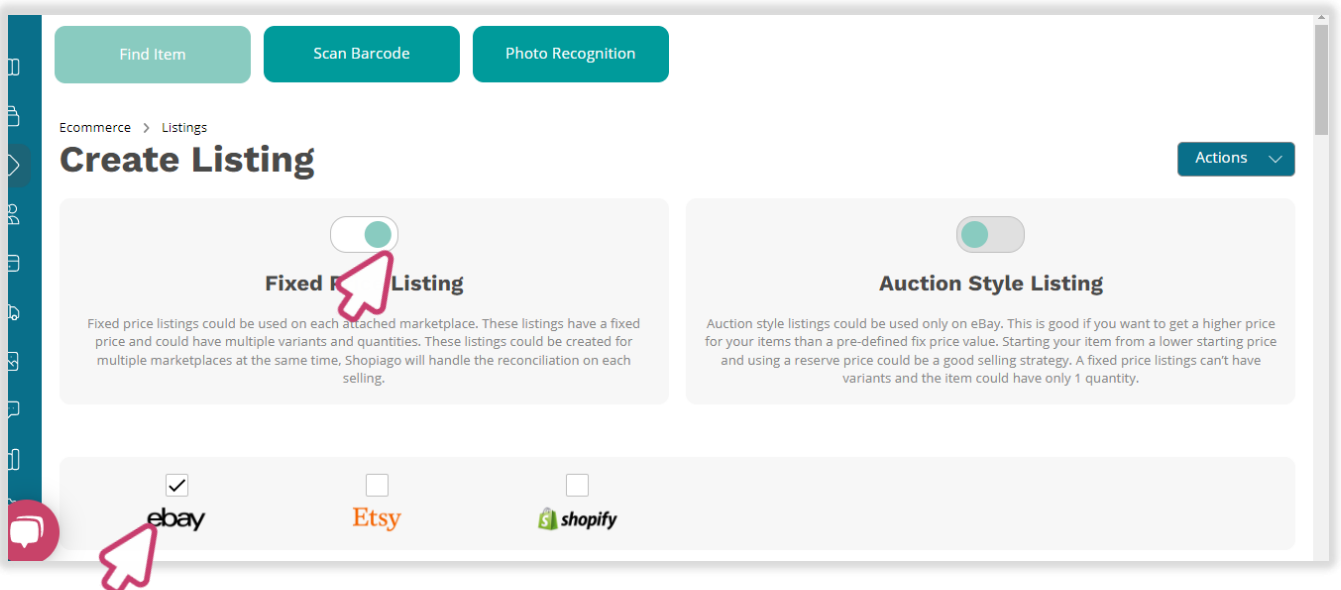 Find Item
Scan Barcode
Photo Recognition
Ecommerce > Listings
Create Listing
Actions
Fixed Listing
Fixed price listings could be used on each attached marketplace. These listings have a fixed
price and could have multiple variants and quantities. These listings could be created for
multiple marketplaces at the same time, Shopiago will handle the reconciliation on each
selling.
Auction Style Listing
Auction style listings could be used only on eBay. This is good if you want to get a higher price
for your items than a pre-defined fix price value. Starting your item from a lower starting price
and using a reserve price could be a good selling strategy. A fixed price listings can't have
variants and the item could have only 1 quantity.
ebay
Etsy
shopify